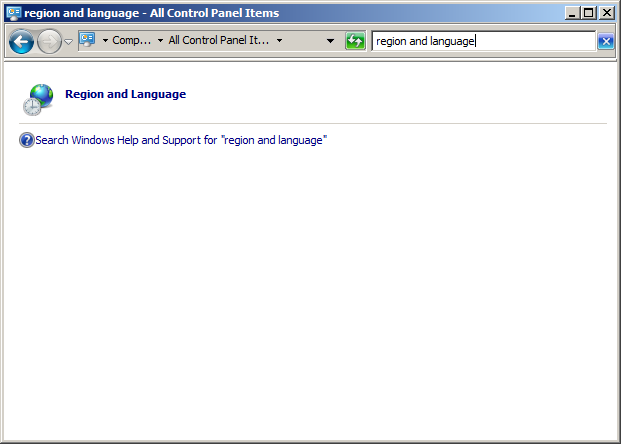 region and language - All Control Panel Items
Comp... All Control Panel It... region and language
Region and Language
Search Windows Help and Support for "region and language"